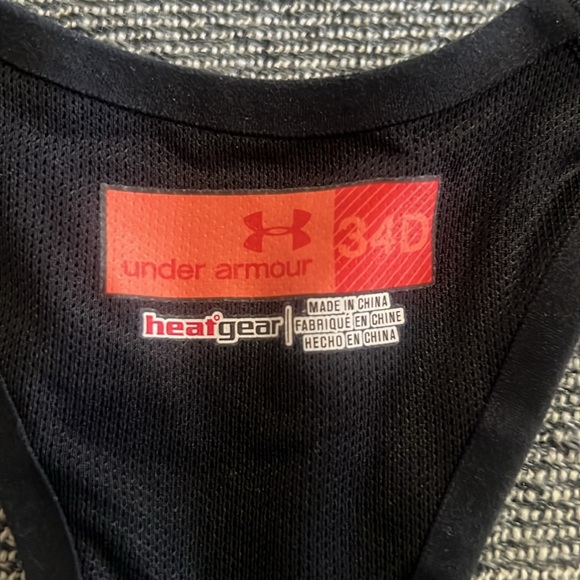 under armour
34D
heatgear
MADE IN CHINA
FABRIQUÉ EN CHINE
HECHO EN CHINA